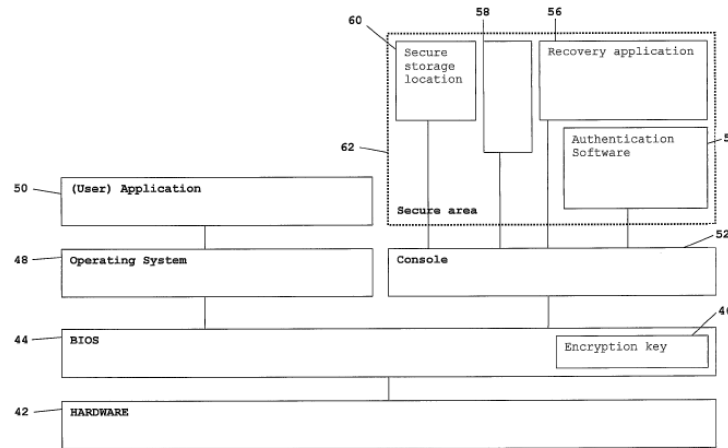 58
56
60
Secure
storage
location
Recovery application
Authentication
Software
62
50
(User) Application
Secure area
52
48
Operating System
Console
44
BIOS
Encryption key
42
HARDWARE